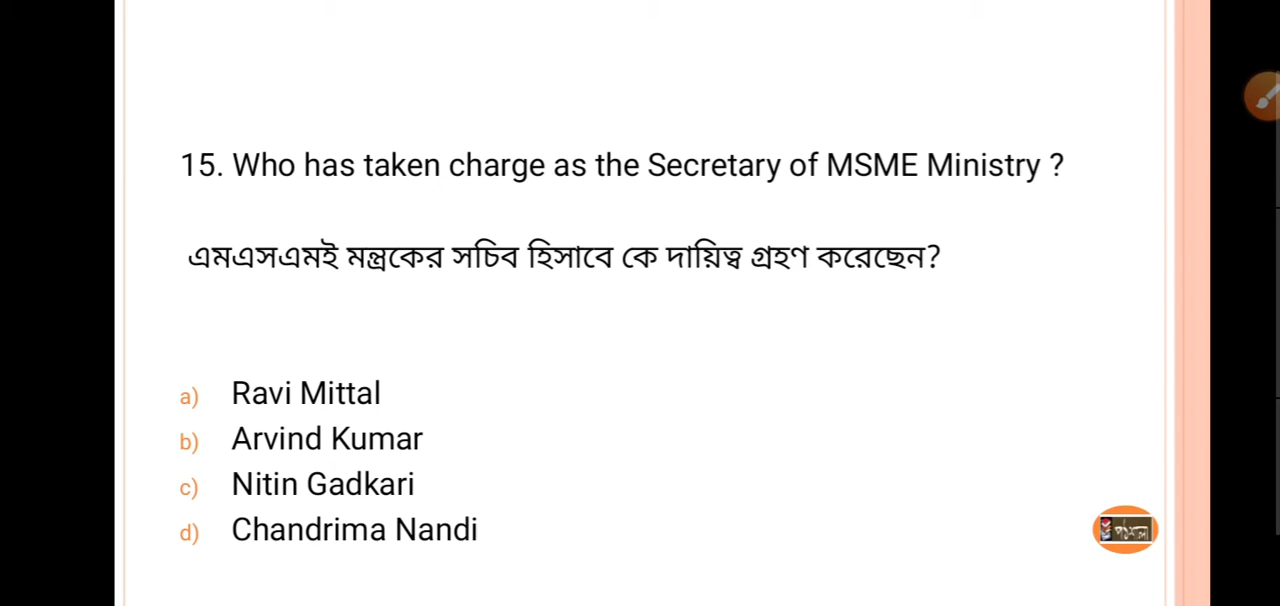 15. Who has taken charge as the Secretary of MSME Ministry ?
এমএসএমই মন্ত্রকের সচিব হিসাবে কে দায়িত্ব গ্রহণ করেছেন?
a) Ravi Mittal
b) Arvind Kumar
c) Nitin Gadkari
d) Chandrima Nandi